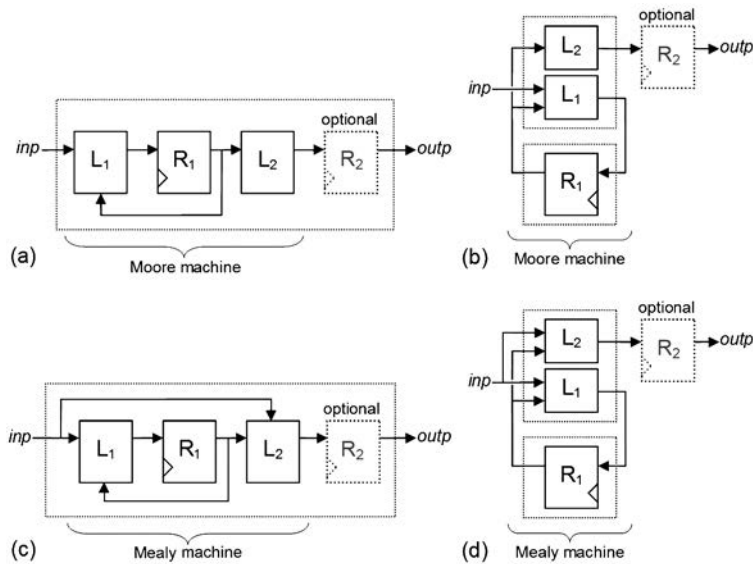 optional
inp
L1
R1
L2
R2
outp
(a)
Moore machine
optional
L2
R2
outp
inp
L1
R1
(b)
Moore machine
optional
inp
L1
R1
L2
R2
outp
(c)
Mealy machine
optional
L2
R2
outp
inp
L1
R1
(d)
Mealy machine